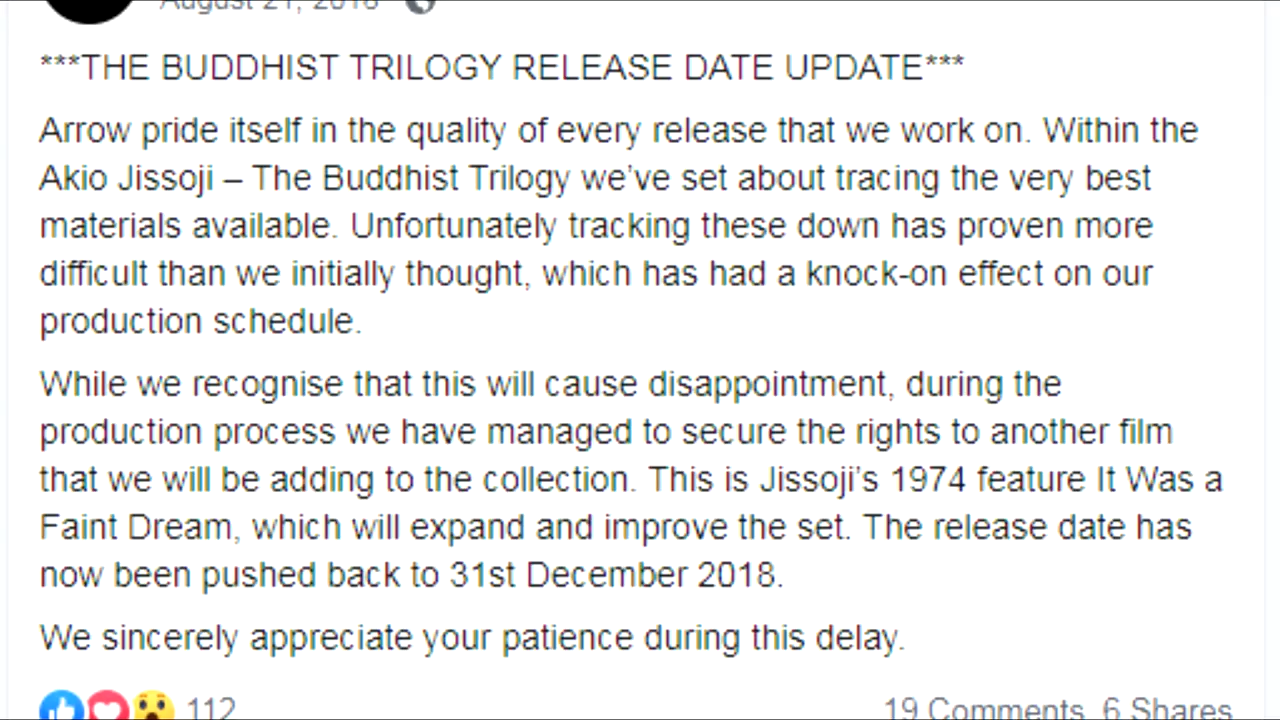 August 21, 2018
***THE BUDDHIST TRILOGY RELEASE DATE UPDATE***
Arrow pride itself in the quality of every release that we work on. Within the
Akio Jissoji – The Buddhist Trilogy we've set about tracing the very best
materials available. Unfortunately tracking these down has proven more
difficult than we initially thought, which has had a knock-on effect on our
production schedule.
While we recognise that this will cause disappointment, during the
production process we have managed to secure the rights to another film
that we will be adding to the collection. This is Jissoji's 1974 feature It Was a
Faint Dream, which will expand and improve the set. The release date has
now been pushed back to 31st December 2018.
We sincerely appreciate your patience during this delay.
112 19 Comments 6 Shares